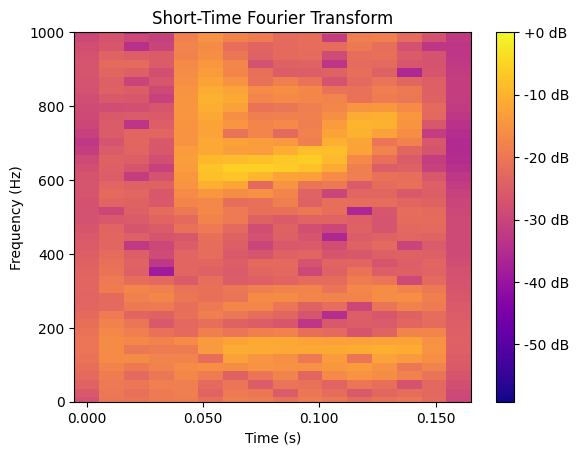 Short-Time Fourier Transform
1000
800
600
400
200
0
Frequency (Hz)
0.000
0.050
0.100
0.150
Time (s)
+0 dB
-10 dB
-20 dB
-30 dB
-40 dB
-50 dB